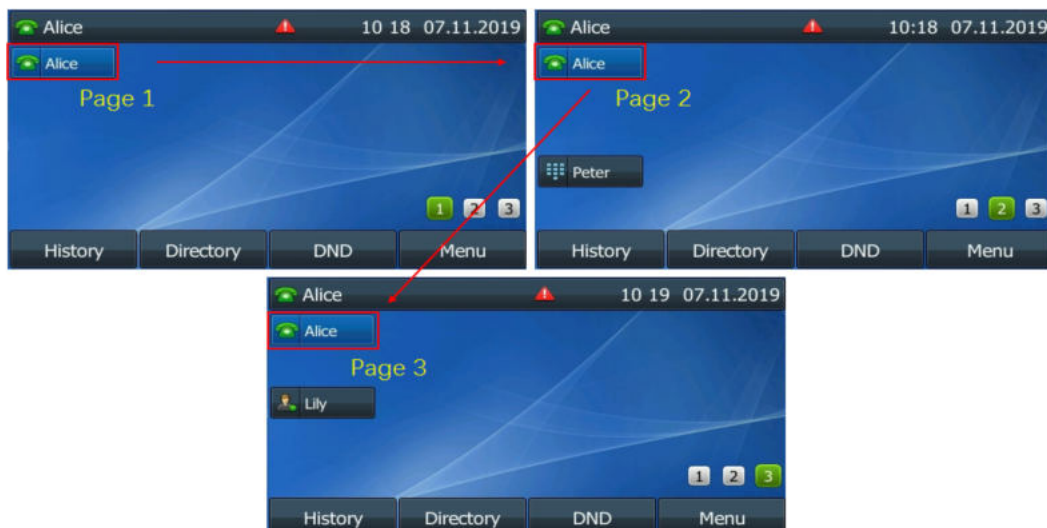 Alice 10 18 07.11.2019
Alice
Page 1
1 2 3
History Directory DND Menu
Alice 10:18 07.11.2019
Alice
Page 2
Peter
1 2 3
History Directory DND Menu
Alice 10 19 07.11.2019
Alice
Page 3
Lily
1 2 3
History Directory DND Menu